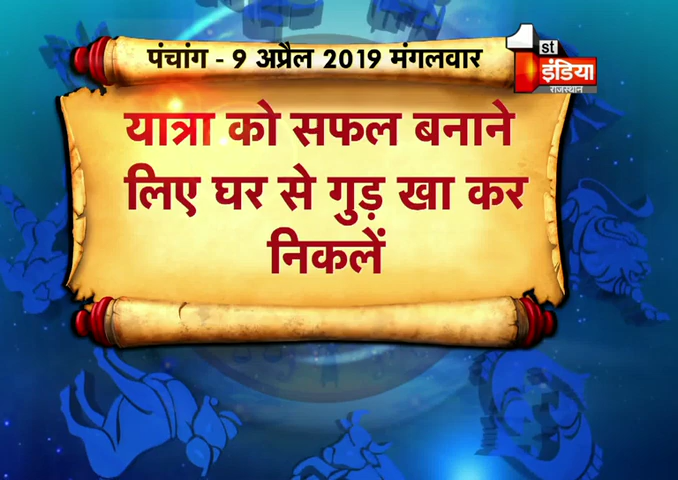 पंचांग - 9 अप्रैल 2019 मंगलवार
1st
इंडिया
राजस्थान
यात्रा को सफल बनाने
लिए घर से गुड़ खा कर
निकलें